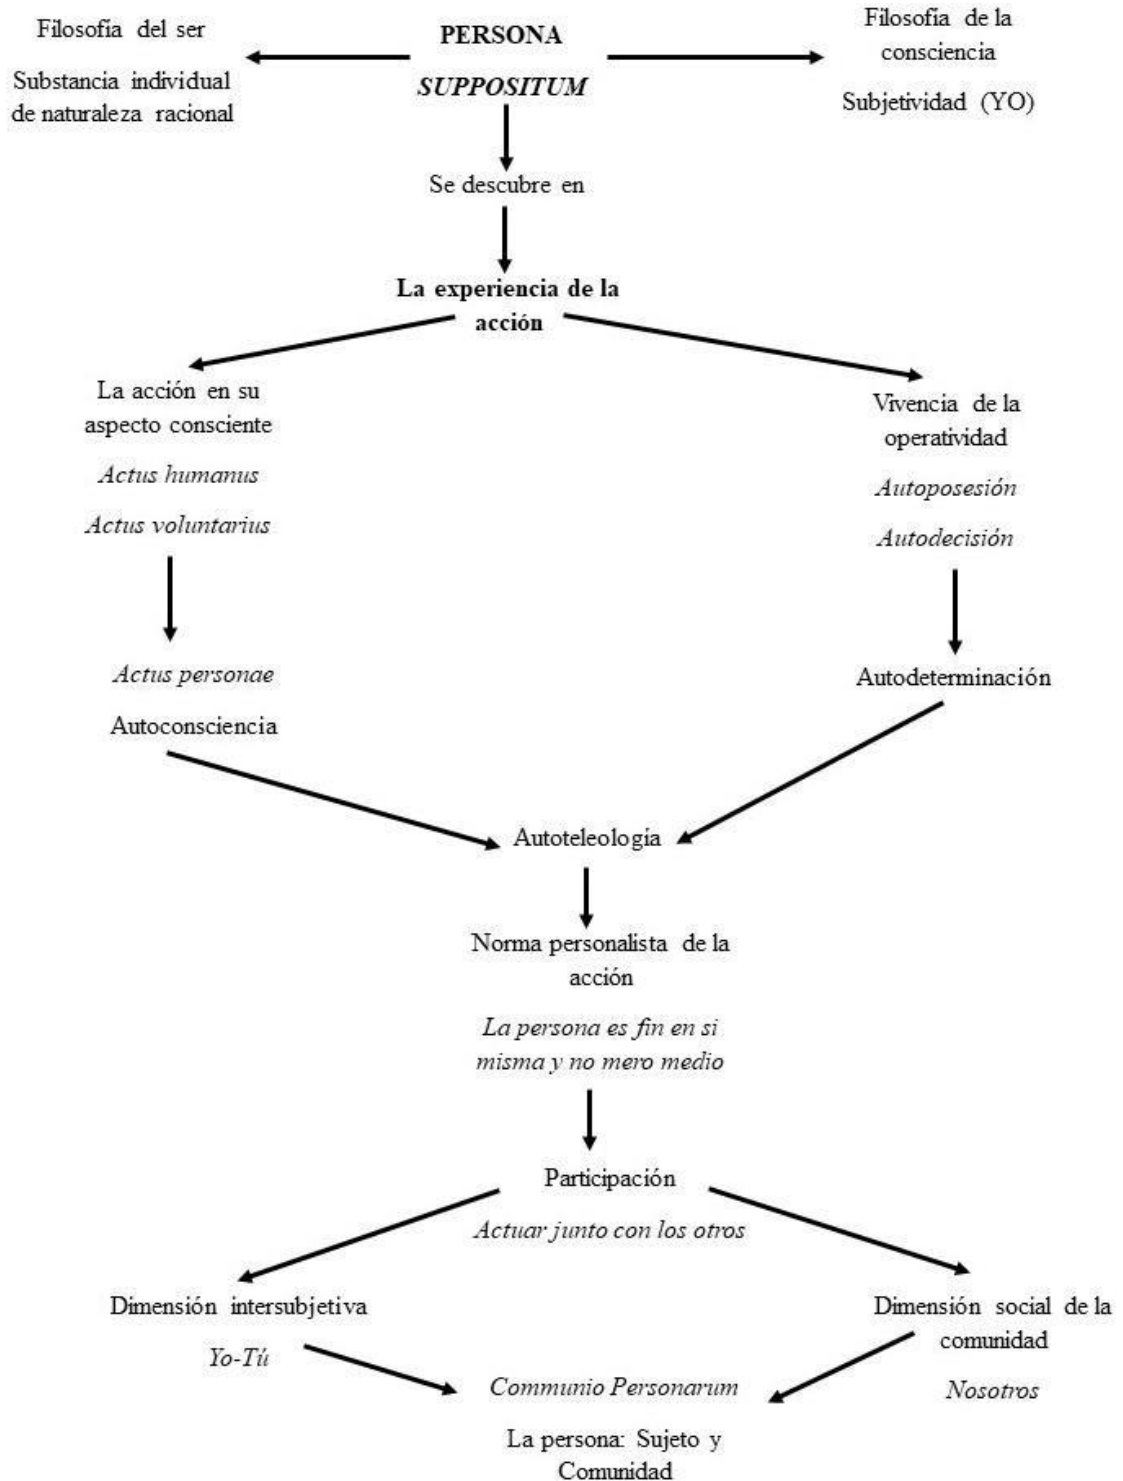 Filosofía del ser
Substancia individual
de naturaleza racional
PERSONA
SUPPOSITUM
Filosofía de la
consciencia
Subjetividad (YO)
Se descubre en
La experiencia de la
acción
La acción en su
aspecto consciente
Actus humanus
Actus voluntarius
Vivencia de la
operatividad
Autoposesión
Autodecisión
Actus personae
Autoconsciencia
Autodeterminación
Autoteleología
Norma personalista de la
acción
La persona es fin en si
misma y no mero medio
Participación
Actuar junto con los otros
Dimensión intersubjetiva
Yo-Tú
Dimensión social de la
comunidad
Nosotros
Communio Personarum
La persona: Sujeto y
Comunidad